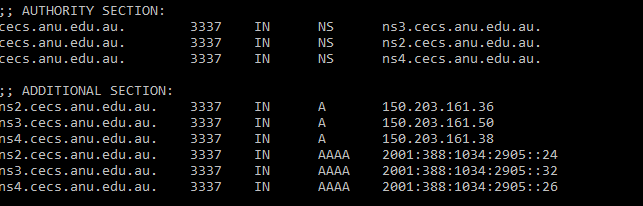 ;; AUTHORITY SECTION:
cecs.anu.edu.au. 3337 IN NS ns3.cecs.anu.edu.au.
cecs.anu.edu.au. 3337 IN NS ns2.cecs.anu.edu.au.
cecs.anu.edu.au. 3337 IN NS ns4.cecs.anu.edu.au.

;; ADDITIONAL SECTION:
ns2.cecs.anu.edu.au. 3337 IN A 150.203.161.36
ns3.cecs.anu.edu.au. 3337 IN A 150.203.161.50
ns4.cecs.anu.edu.au. 3337 IN A 150.203.161.38
ns2.cecs.anu.edu.au. 3337 IN AAAA 2001:388:1034:2905::24
ns3.cecs.anu.edu.au. 3337 IN AAAA 2001:388:1034:2905::32
ns4.cecs.anu.edu.au. 3337 IN AAAA 2001:388:1034:2905::26